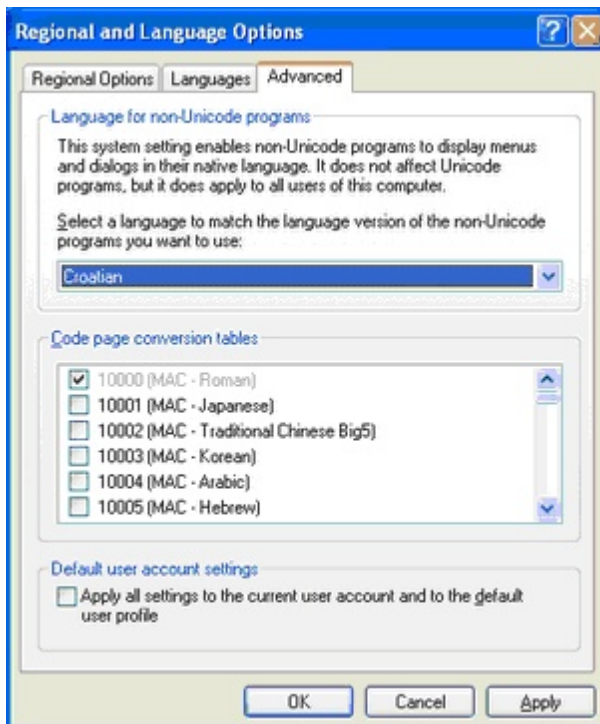 Regional and Language Options
Regional Options Languages Advanced
Language for non-Unicode programs
This system setting enables non-Unicode programs to display menus
and dialogs in their native language. It does not affect Unicode
programs, but it does apply to all users of this computer.
Select a language to match the language version of the non-Unicode
programs you want to use:
Croatian
Code page conversion tables
10000 (MAC - Roman)
10001 (MAC - Japanese)
10002 (MAC - Traditional Chinese Big5)
10003 (MAC - Korean)
10004 (MAC - Arabic)
10005 (MAC - Hebrew)
Default user account settings
Apply all settings to the current user account and to the default
user profile
OK Cancel Apply